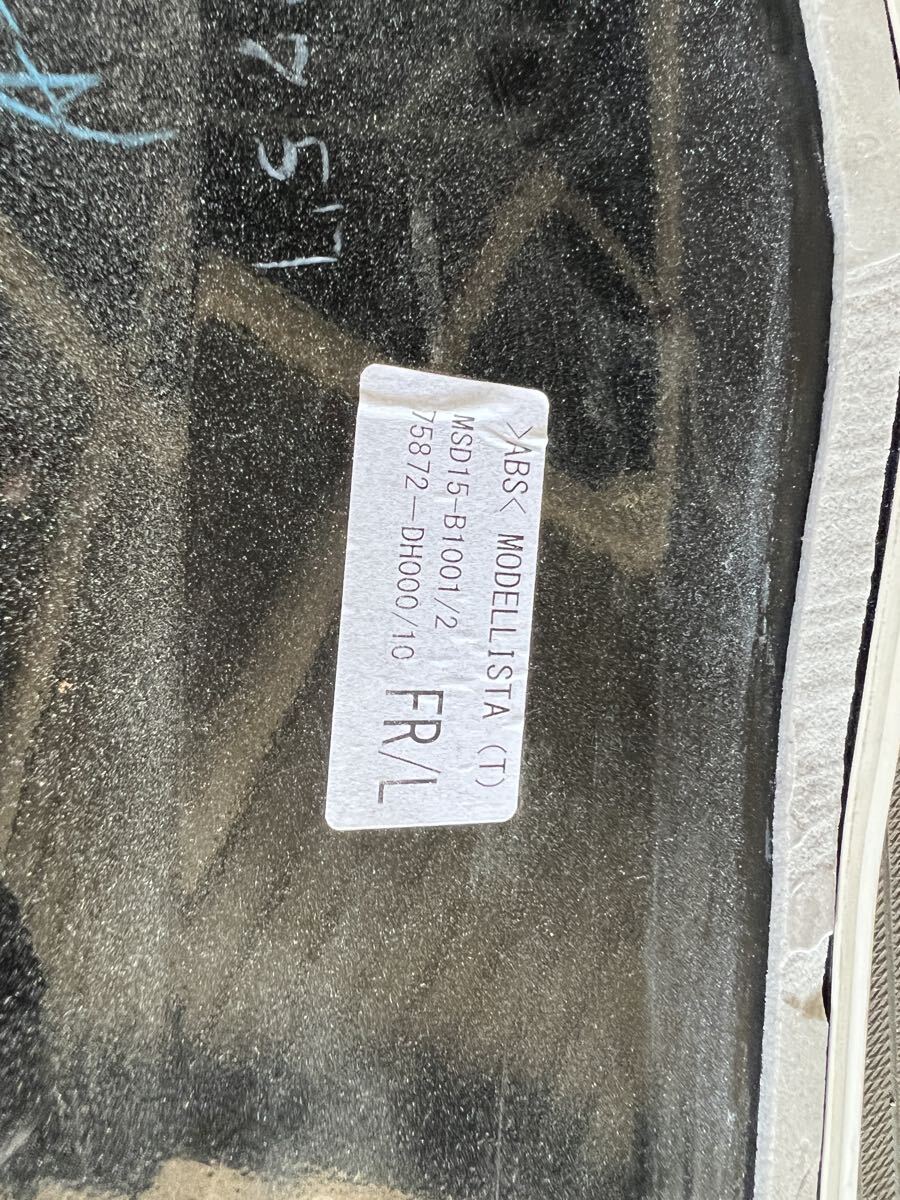 >ABS< MODELLISTA (T)
MSD15-B1001/2
75872-DH000/10 FR/L